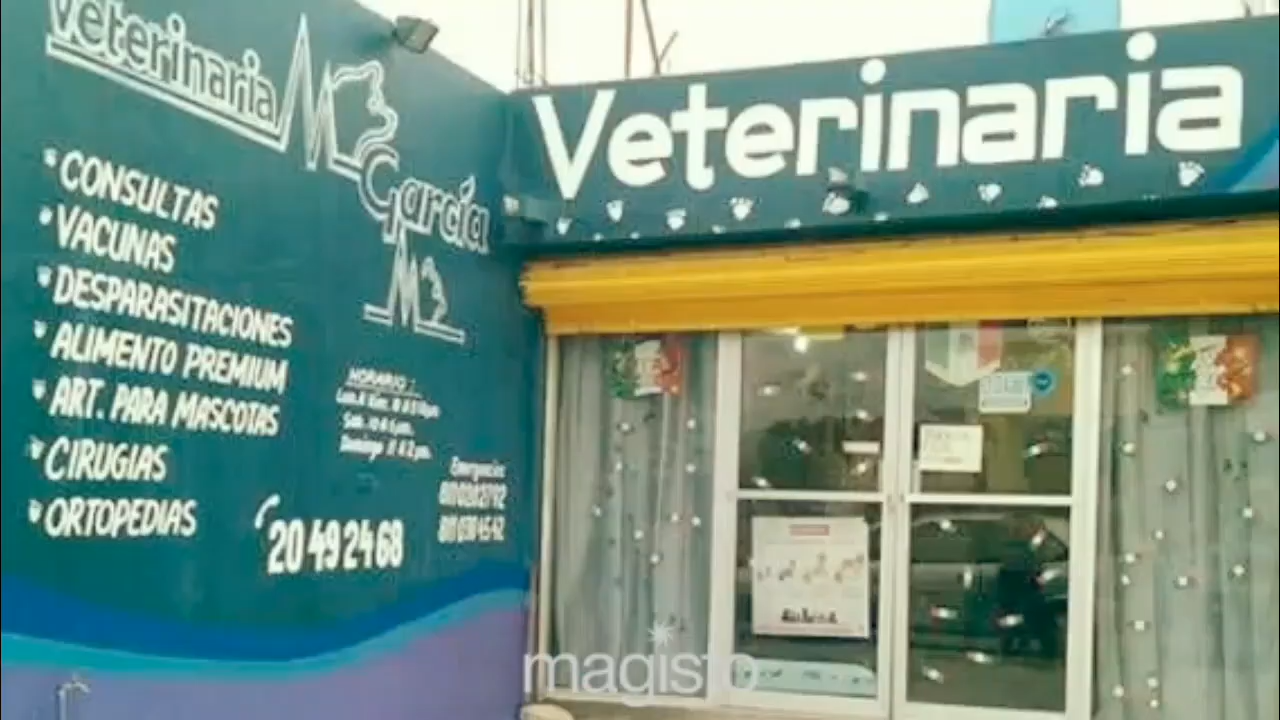 Veterinaria
García
CONSULTAS
VACUNAS
DESPARASITACIONES
ALIMENTO PREMIUM
ART. PARA MASCOTAS
CIRUGIAS
ORTOPEDIAS
HORARIO:
Domingo
Emergencias
20 49 24 68
Veterinaria
magisto